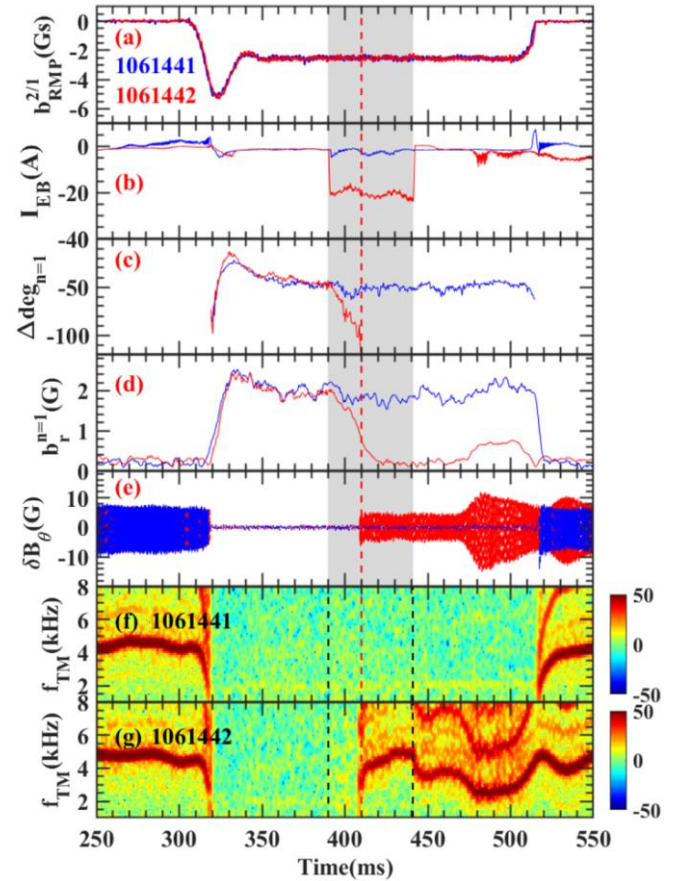 0
-2
-4
-6
b_RMP^2/1(Gs)
(a)
1061441
1061442
0
-20
-40
I_EB(A)
(b)
-50
-100
Δdeg_n=1
(c)
2
1
0
b_r^n=1(G)
(d)
10
0
-10
δB_θ(G)
(e)
8
6
4
2
f_TM(kHz)
(f) 1061441
50
-50
8
6
4
2
f_TM(kHz)
(g) 1061442
50
-50
250 300 350 400 450 500 550
Time(ms)